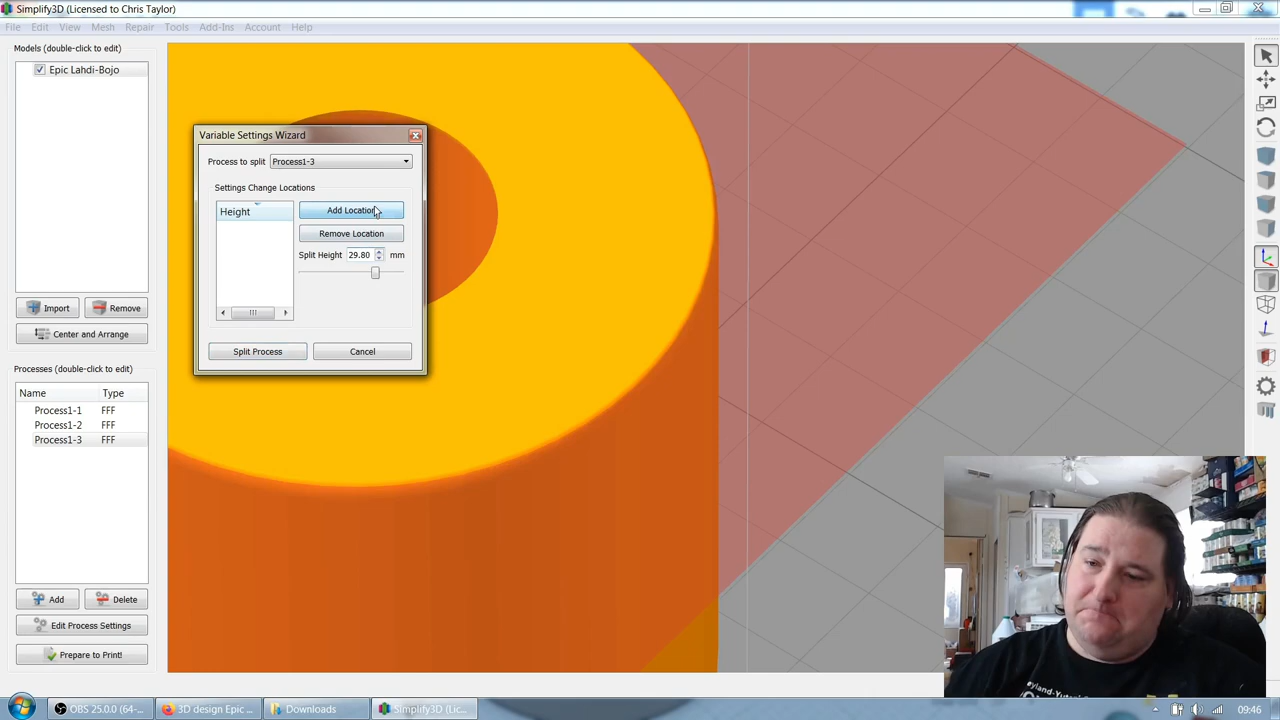 Simplify3D (Licensed to Chris Taylor)
File Edit View Mesh Repair Tools Add-Ins Account Help
Models (double-click to edit)
Epic Lahdi-Bojo
Import
Remove
Center and Arrange
Processes (double-click to edit)
Name Type
Process1-1 FFF
Process1-2 FFF
Process1-3 FFF
Add
Delete
Edit Process Settings
Prepare to Print!
Variable Settings Wizard
Process to split Process1-3
Settings Change Locations
Height
Add Location
Remove Location
Split Height 29.80 mm
Split Process
Cancel
OBS 25.0.0 (64-...
3D design Epic ...
Downloads
Simplify3D (Lic...
09:46